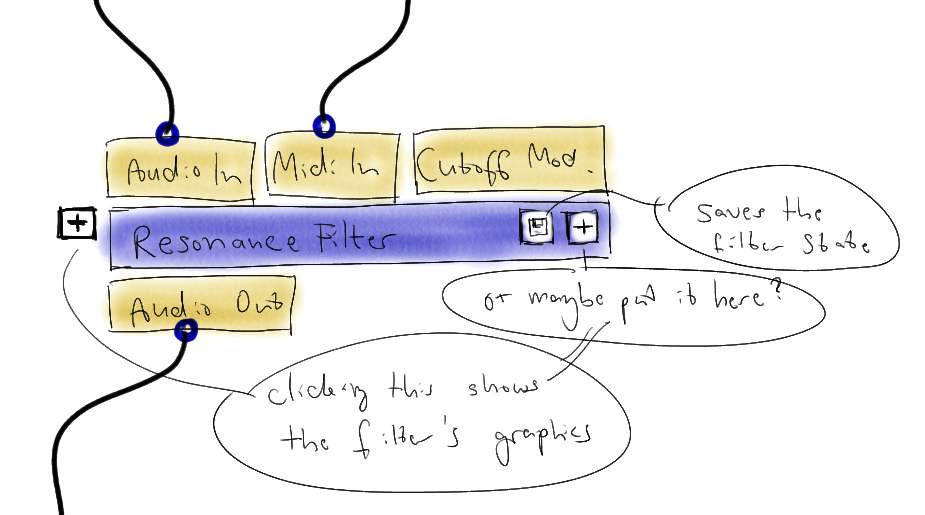 Audio In
Midi In
Cutoff Mod.
Resonance Filter
saves the
filter state
Audio Out
or maybe put it here?
clicking this shows
the filter's graphics